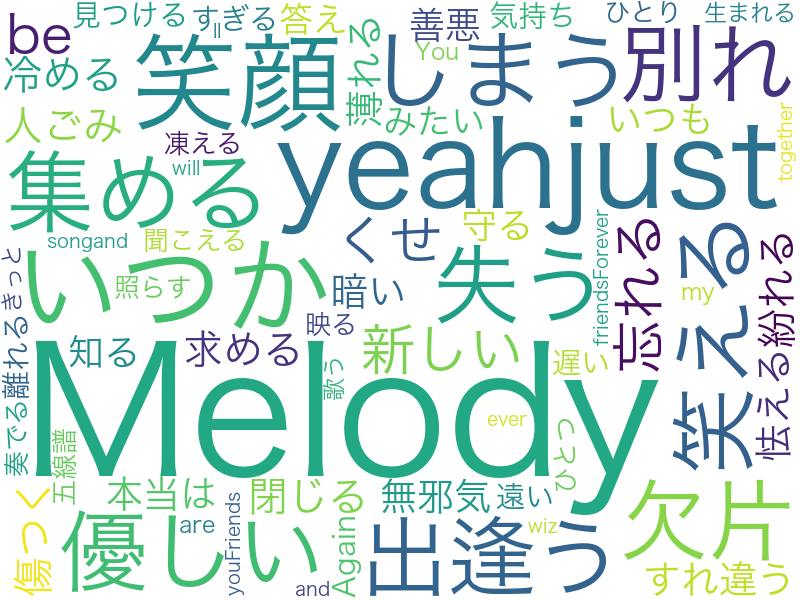 見つける
すぎる
答え
善悪
気持ち
ひとり
生まれる
ll
be
笑顔
薄れる
You
しまう
別れ
冷める
みたい
いつも
人ごみ
凍える
yeahjust
together
集める
will
くせ
守る
songand
聞こえる
friendsForever
忘れる
笑える
紛れる
きっと
いつか
照らす
暗い
失う
my
映る
離れる
知る
求める
新しい
遅い
怯える
Melody
歌う
奏でる
五線譜
ever
ひとつ
傷つく
本当は
閉じる
無邪気
遠い
欠片
youFriends
are
優しい
Again
出逢う
wiz
すれ違う
and